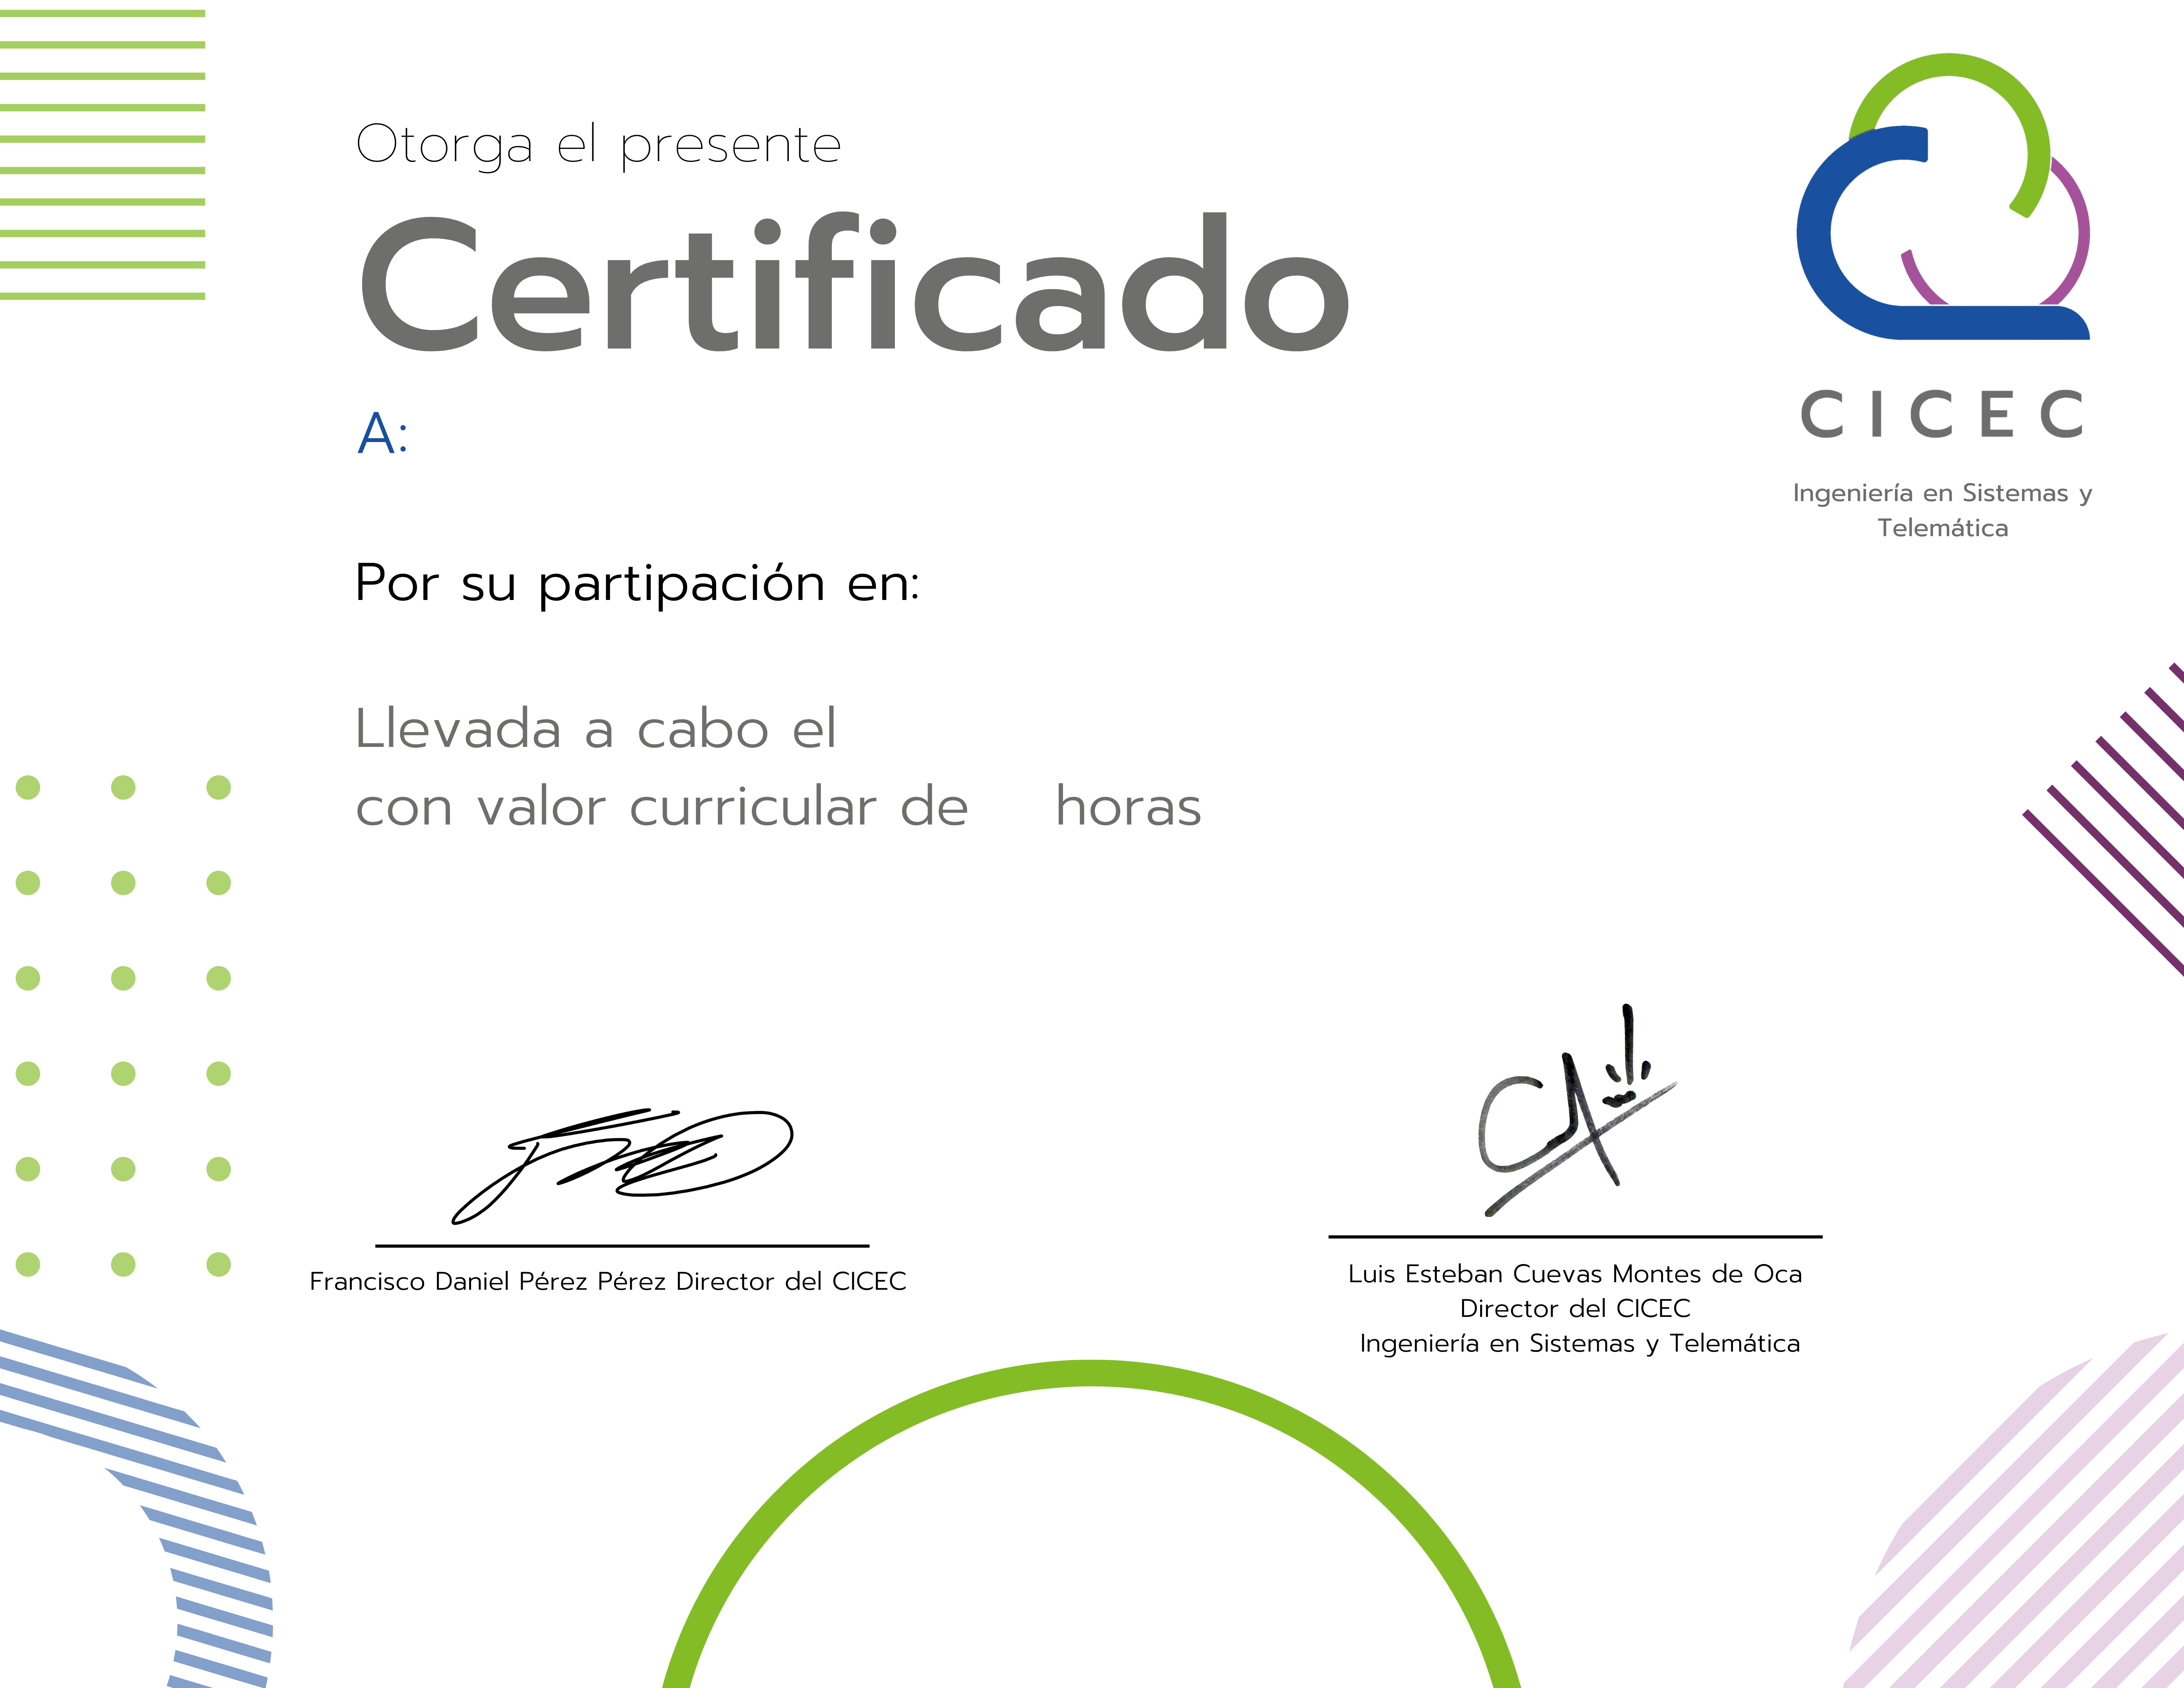 Otorga el presente
Certificado
A:
CICEC
Ingeniería en Sistemas y
Telemática
Por su partipación en:
Llevada a cabo el
con valor curricular de horas
Francisco Daniel Pérez Pérez Director del CICEC
Luis Esteban Cuevas Montes de Oca
Director del CICEC
Ingeniería en Sistemas y Telemática